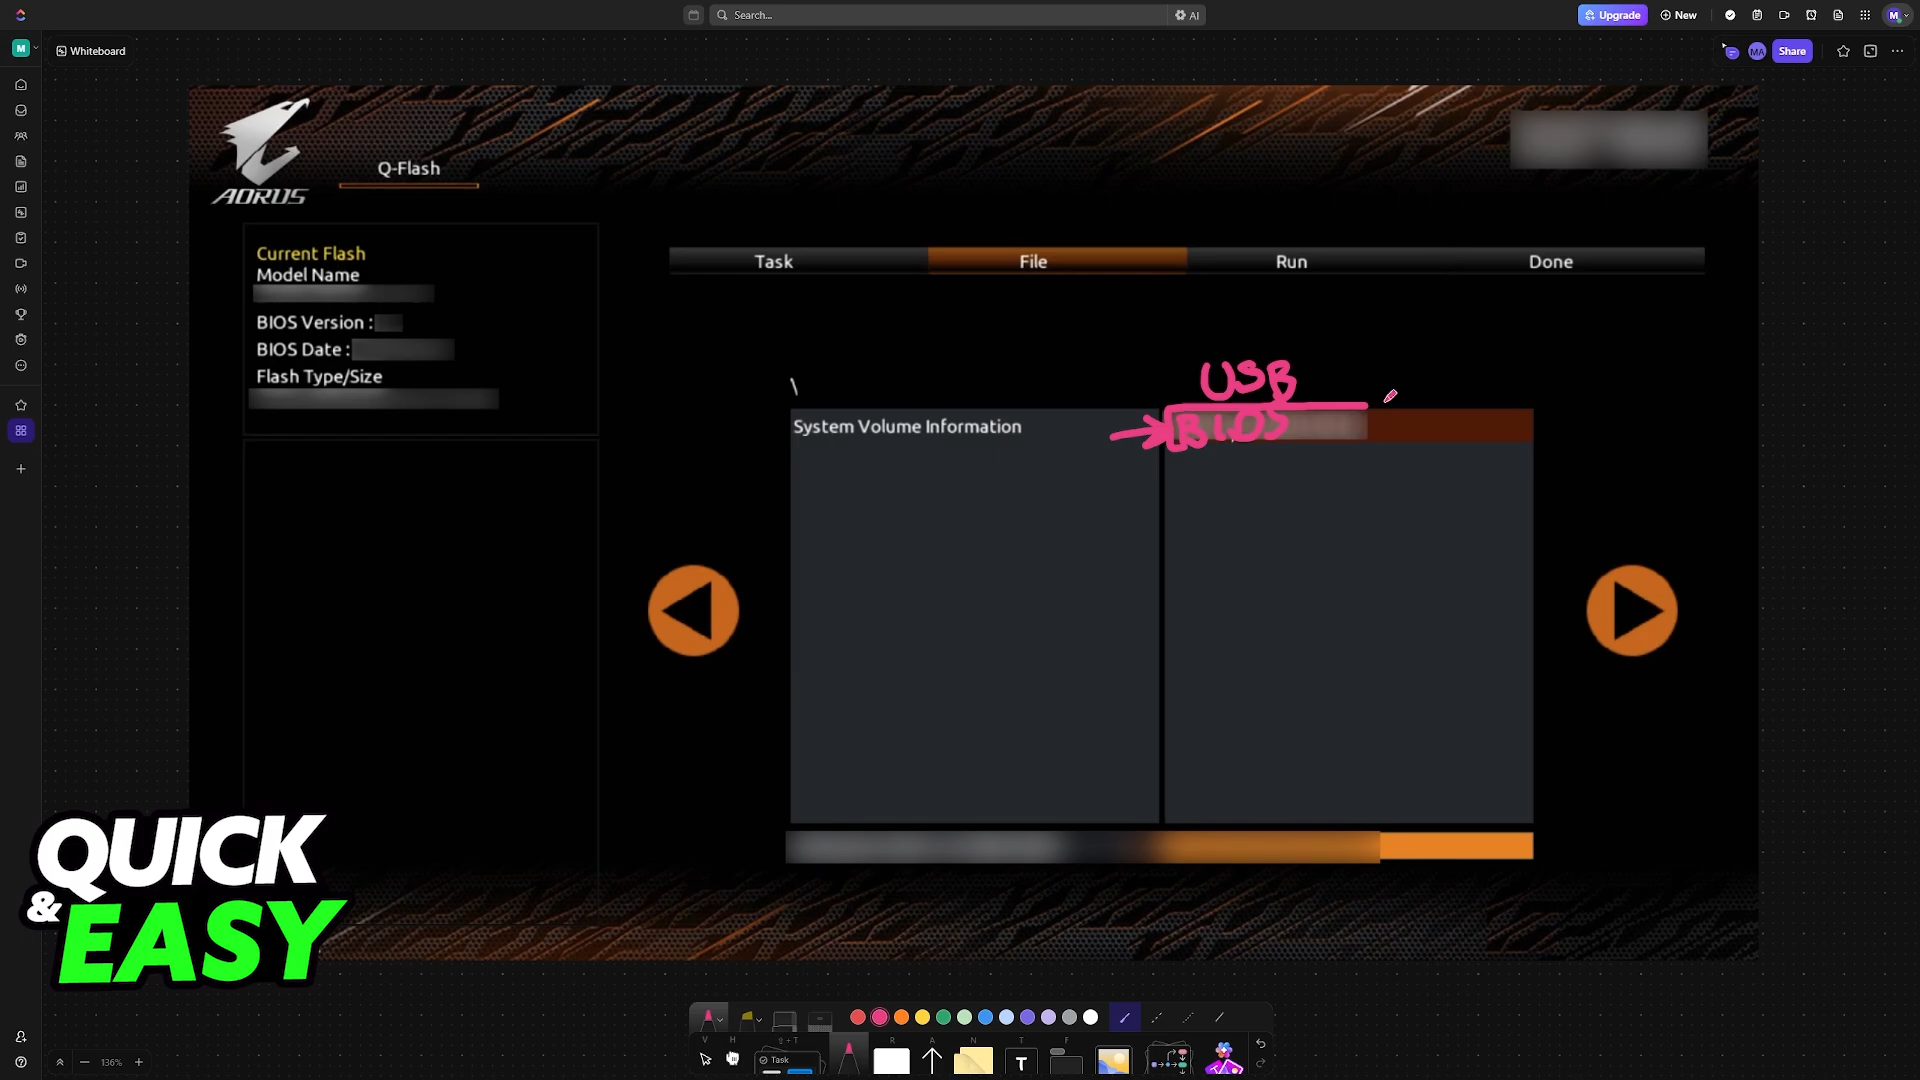 Search...
AI
Upgrade
New
M
M
Whiteboard
MA
Share
AORUS
Q-Flash
Current Flash
Model Name
BIOS Version :
BIOS Date :
Flash Type/Size
Task
File
Run
Done
\
USB
System Volume Information
BIOS
QUICK
& EASY
V
H
⇧ + T
R
A
N
T
F
Task
T
136%